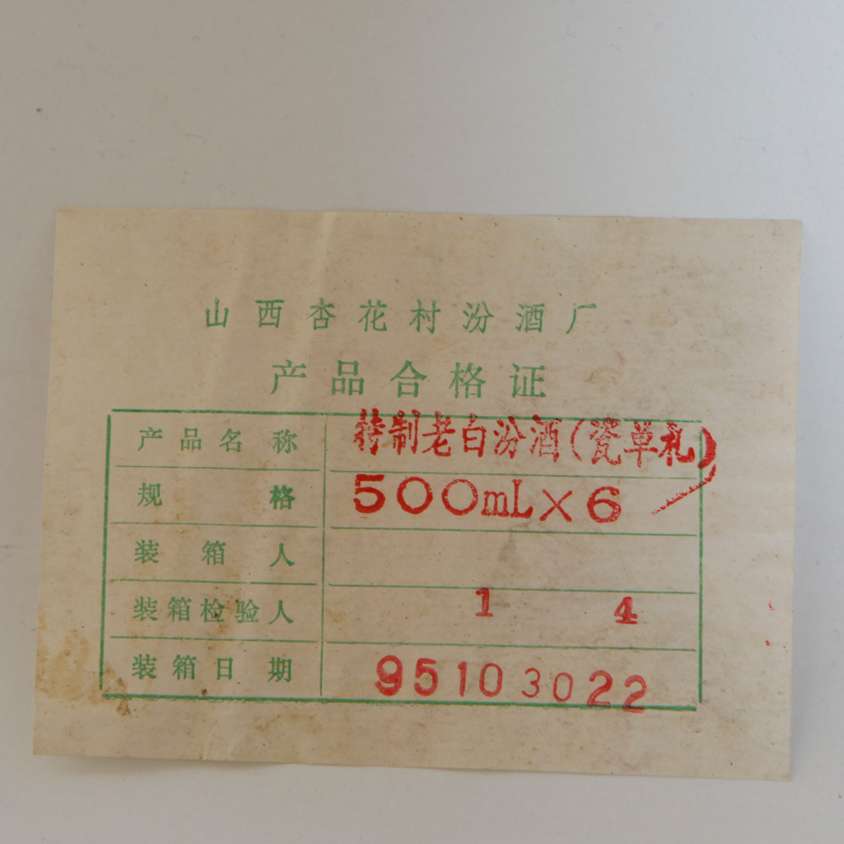 山西杏花村汾酒厂
产品合格证
产品名称 特制老白汾酒(瓷单礼)
规格 500mL×6
装箱人
装箱检验人 1 4
装箱日期 95103022